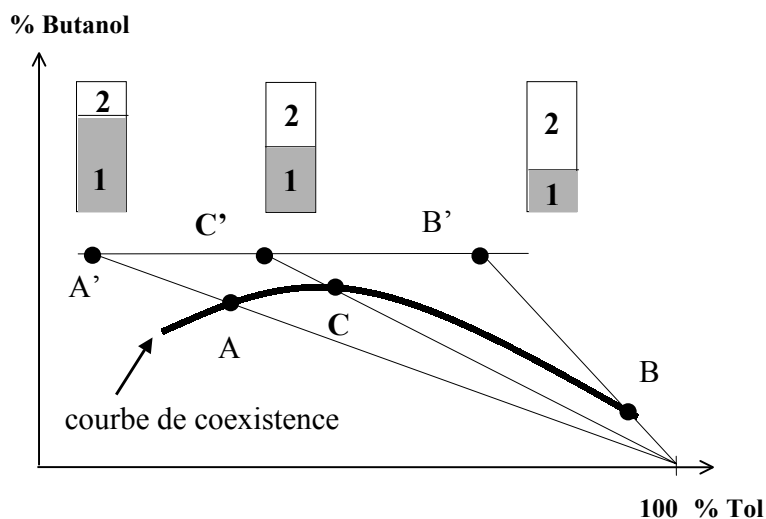 % Butanol
2
1
2
1
2
1
C’
B’
A’
A
C
B
courbe de coexistence
100 % Tol